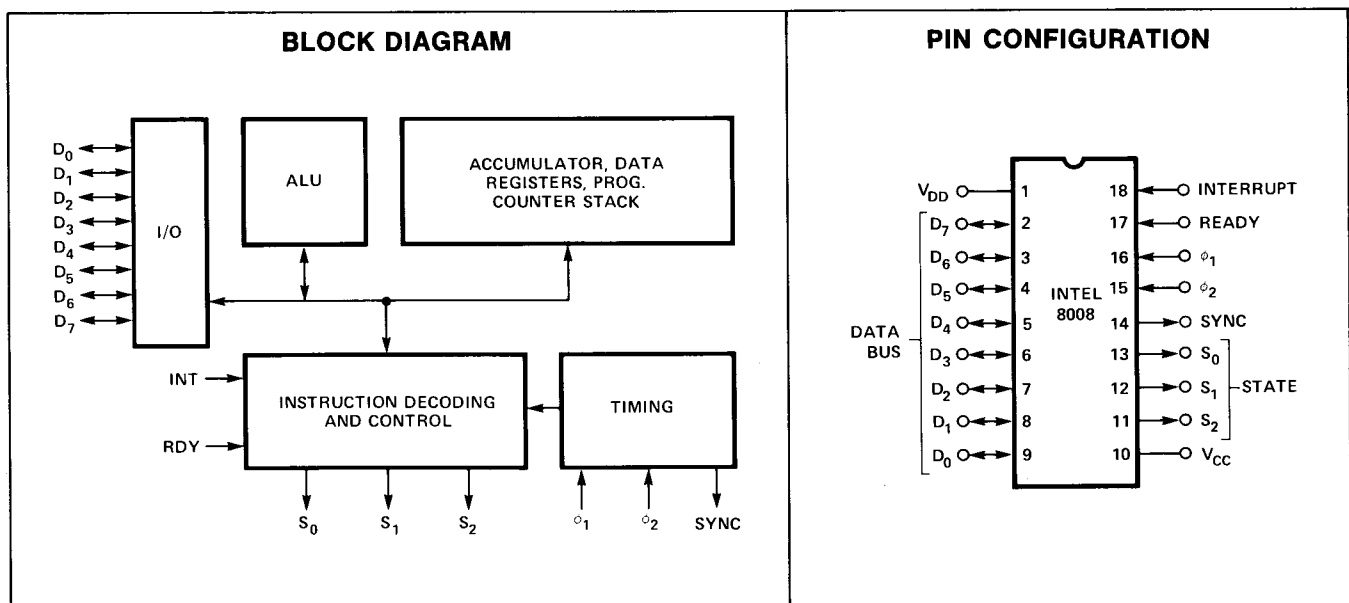 BLOCK DIAGRAM
D0
D1
D2
D3
D4
D5
D6
D7
I/O
ALU
ACCUMULATOR, DATA
REGISTERS, PROG.
COUNTER STACK
INT
RDY
INSTRUCTION DECODING
AND CONTROL
TIMING
S0
S1
S2
φ1
φ2
SYNC
PIN CONFIGURATION
VDD
1
18
INTERRUPT
D7
2
17
READY
D6
3
16
φ1
D5
4
15
φ2
INTEL
8008
D4
5
14
SYNC
DATA
BUS
D3
6
13
S0
D2
7
12
S1
STATE
D1
8
11
S2
D0
9
10
VCC